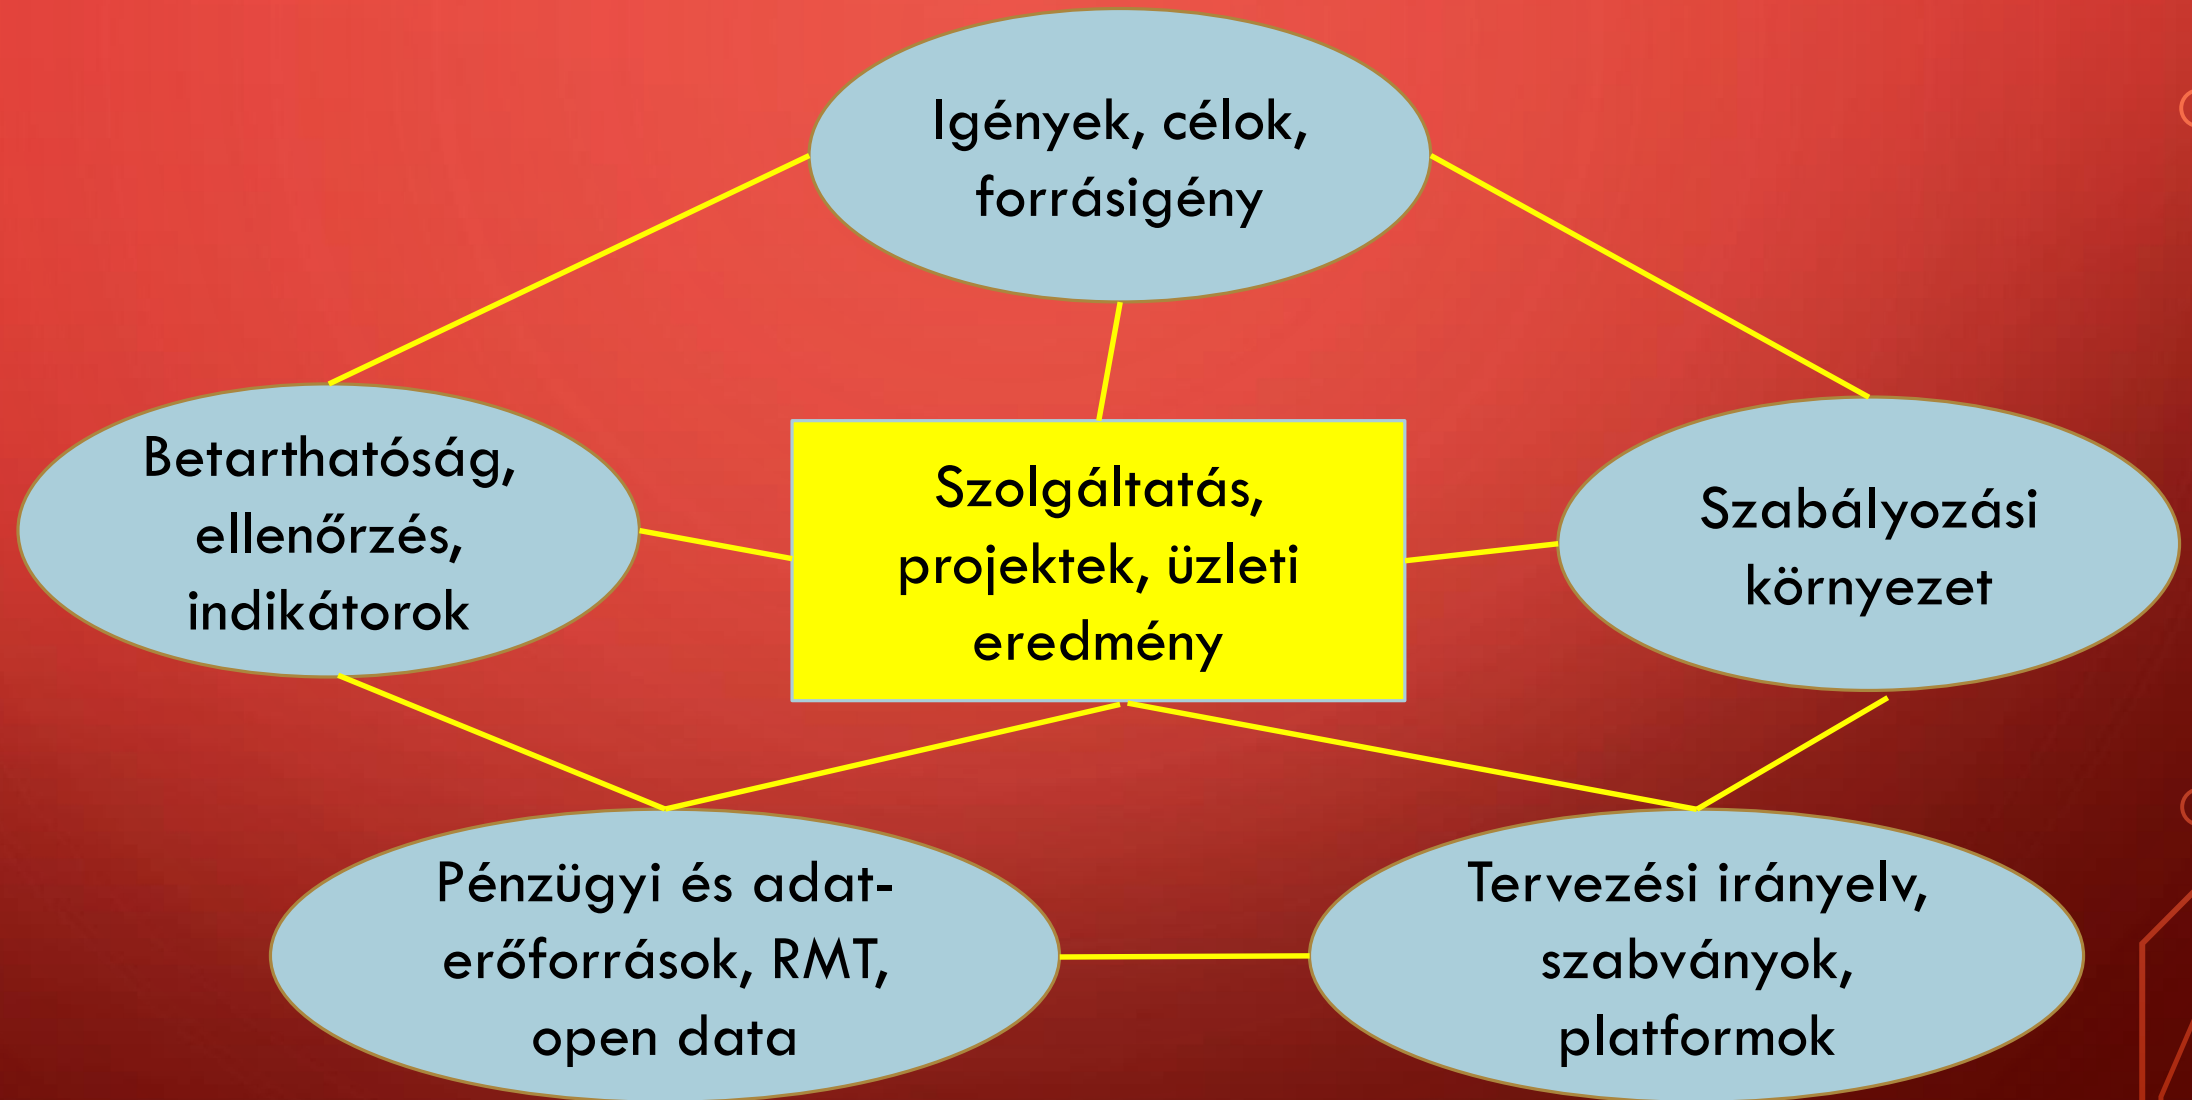 Igények, célok,
forrásigény
Betarthatóság,
ellenőrzés,
indikátorok
Szolgáltatás,
projektek, üzleti
eredmény
Szabályozási
környezet
Pénzügyi és adat-
erőforrások, RMT,
open data
Tervezési irányelv,
szabványok,
platformok